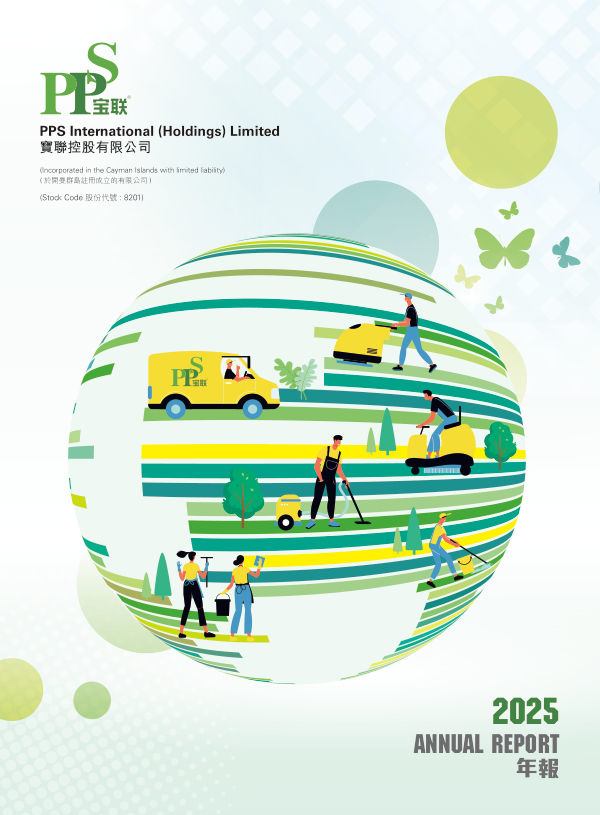 PPS
宝联®
PPS International (Holdings) Limited
寶聯控股有限公司
(Incorporated in the Cayman Islands with limited liability)
(於開曼群島註冊成立的有限公司)
(Stock Code 股份代號 : 8201)
PPS
宝联
2025
ANNUAL REPORT
年報